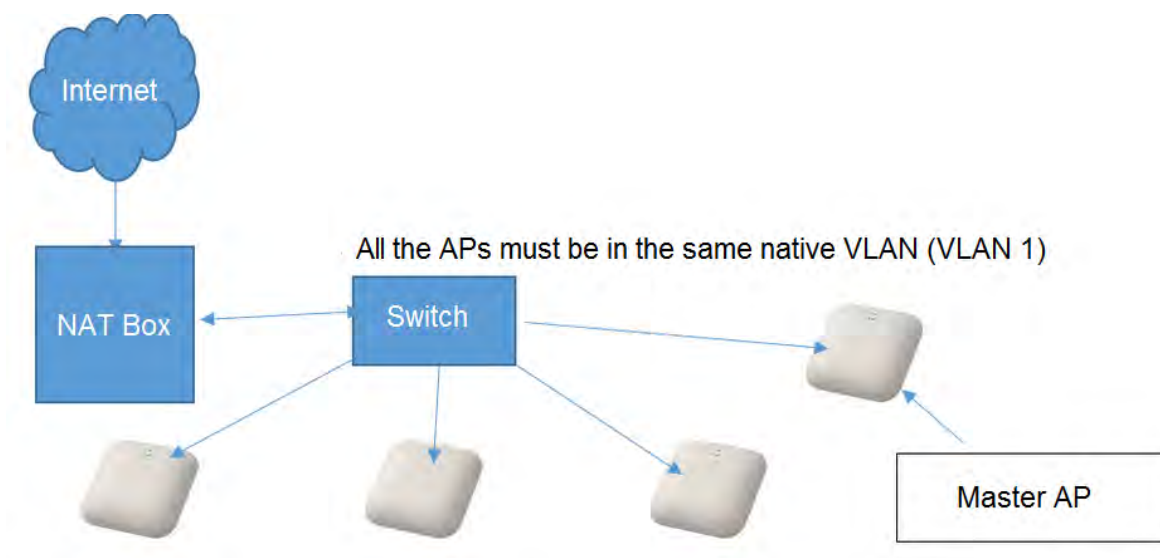 Internet
All the APs must be in the same native VLAN (VLAN 1)
NAT Box
Switch
Master AP